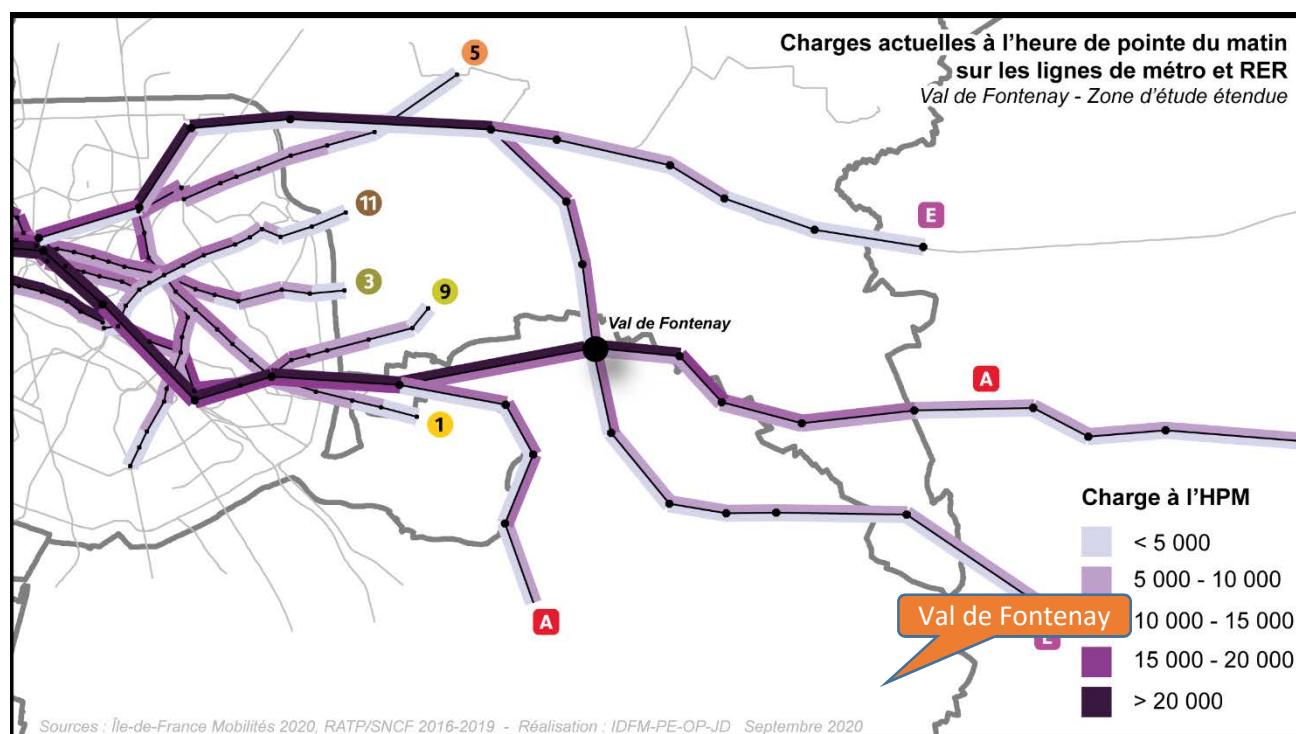 Charges actuelles à l'heure de pointe du matin
sur les lignes de métro et RER
Val de Fontenay - Zone d'étude étendue
5
11
3
9
1
E
Val de Fontenay
A
A
Charge à l'HPM
< 5 000
5 000 - 10 000
Val de Fontenay
10 000 - 15 000
15 000 - 20 000
> 20 000
Sources : Île-de-France Mobilités 2020, RATP/SNCF 2016-2019 - Réalisation : IDFM-PE-OP-JD Septembre 2020